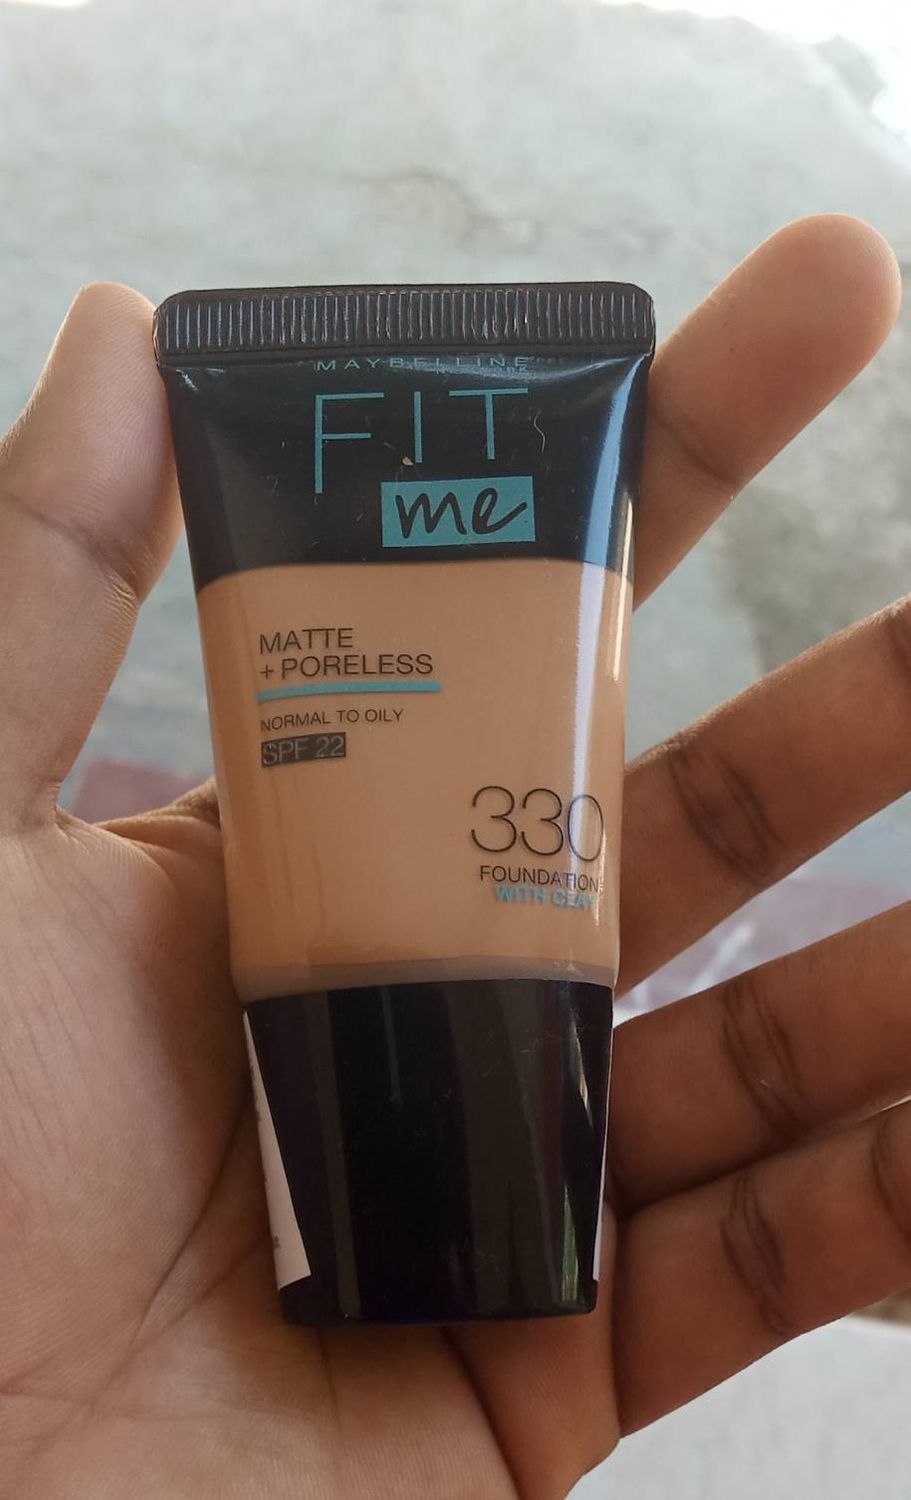 MAYBELLINE
FIT
me
MATTE
+ PORELESS
NORMAL TO OILY
SPF 22
330
FOUNDATION
WITH CLAY